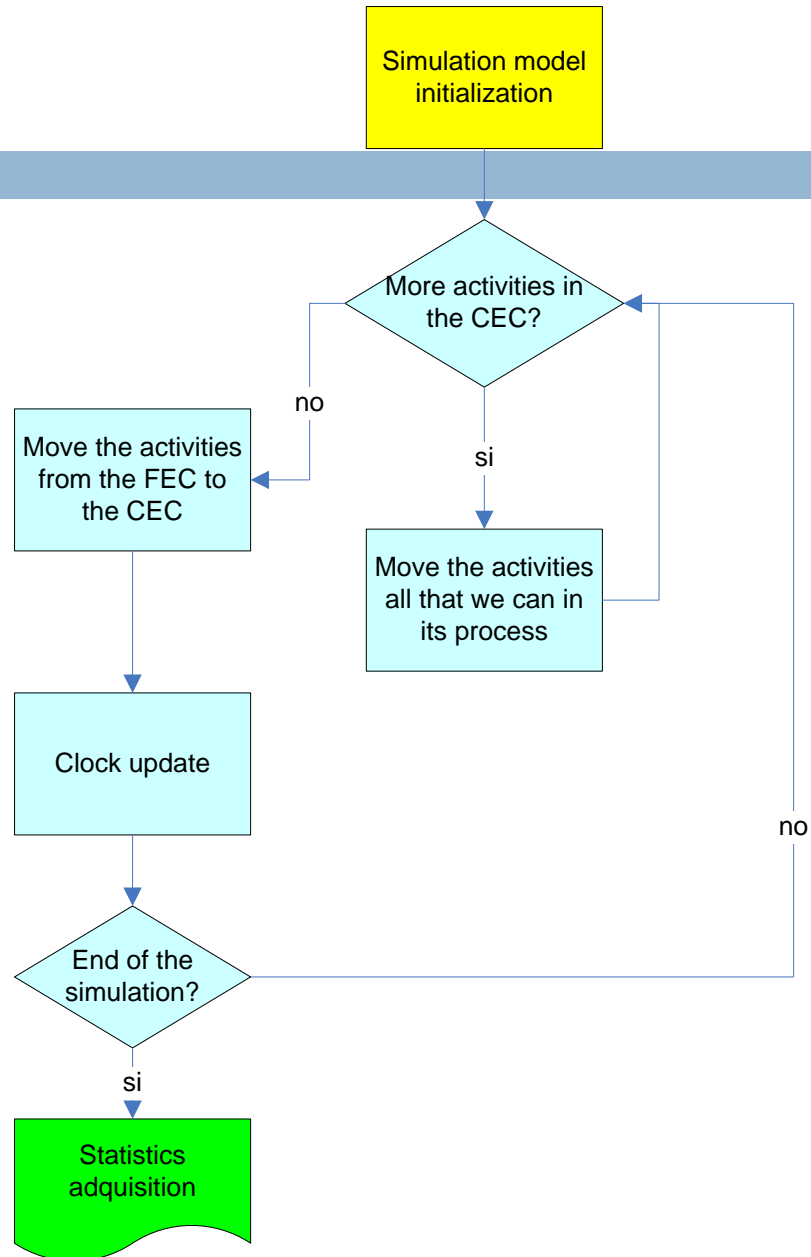 Simulation model
initialization
More activities in
the CEC?
no
si
Move the activities
from the FEC to
the CEC
Move the activities
all that we can in
its process
Clock update
no
End of the
simulation?
si
Statistics
adquisition